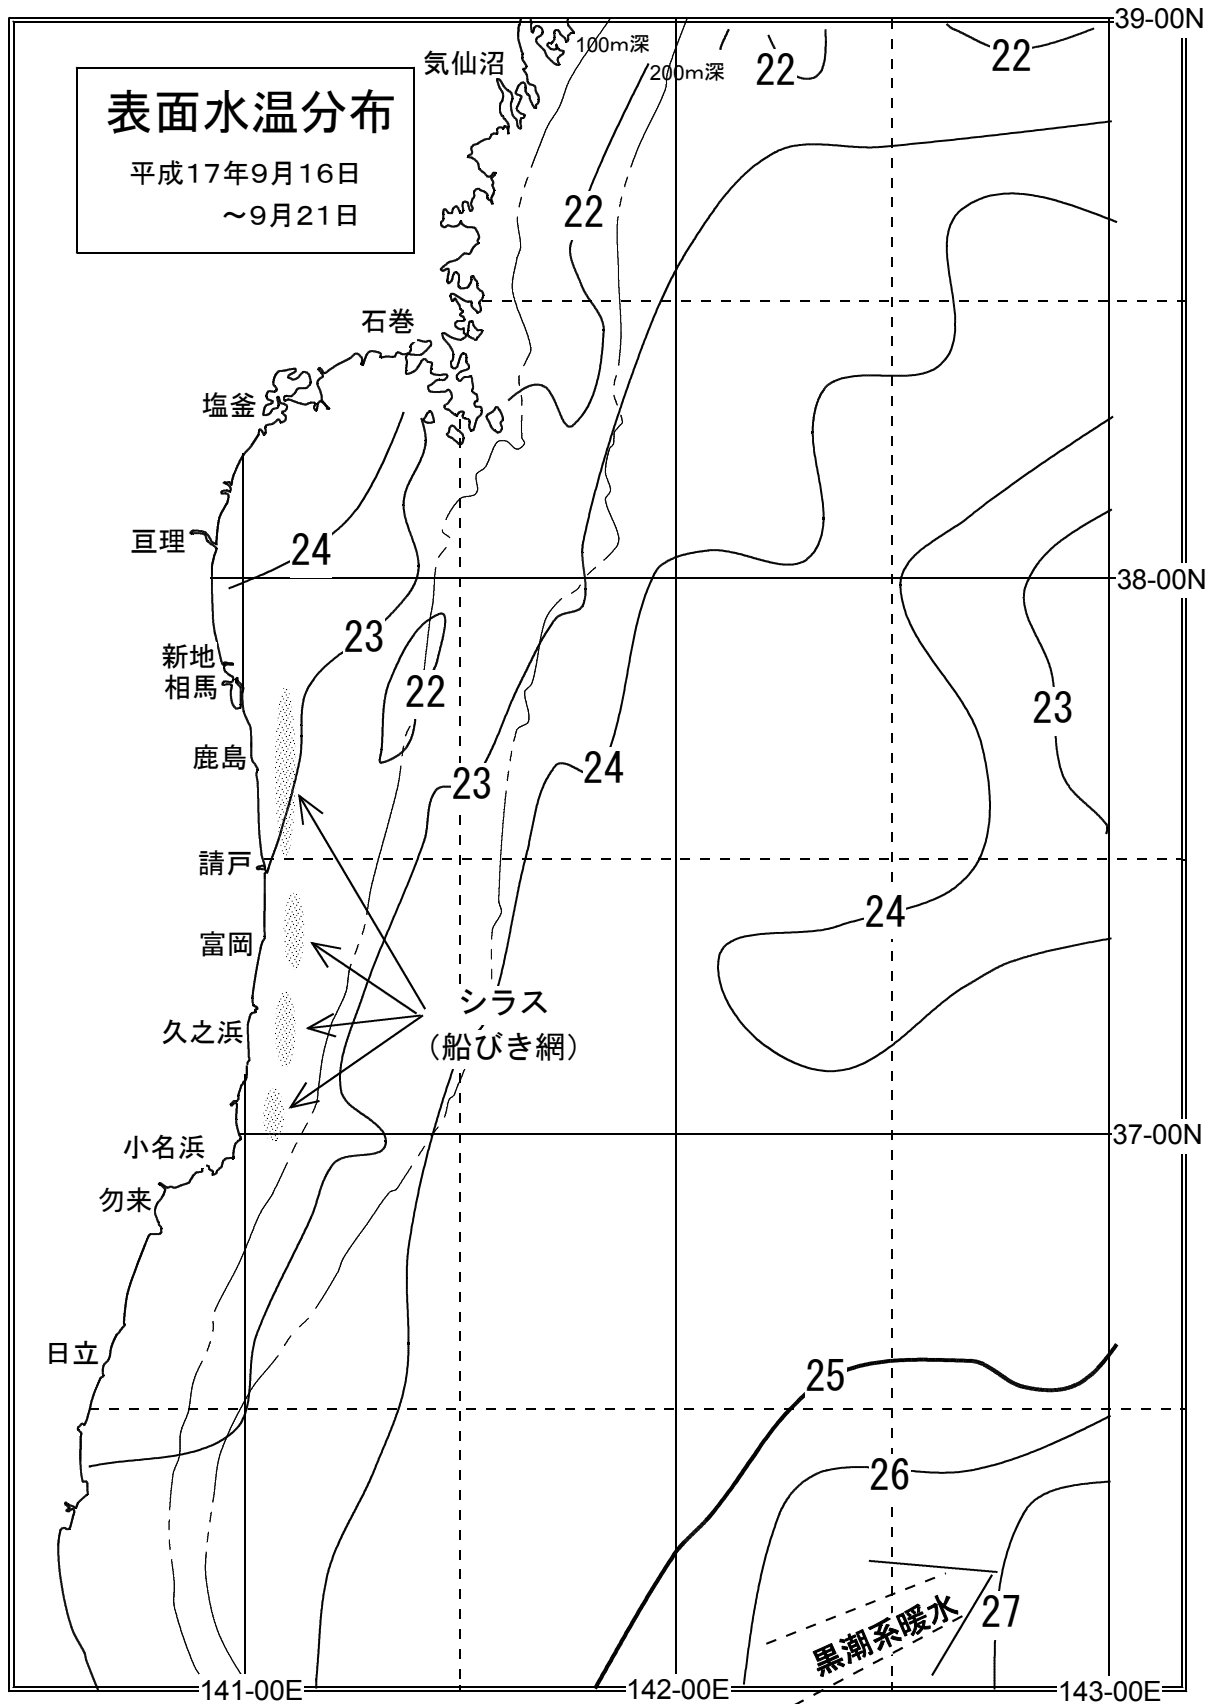 39-00N
100m深
気仙沼
200m深
22
22
表面水温分布
平成17年9月16日
～9月21日
22
石巻
塩釜
亘理
24
38-00N
23
新地
相馬
22
23
鹿島
24
23
請戸
24
富岡
シラス
久之浜
（船びき網）
37-00N
小名浜
勿来
日立
25
26
27
黒潮系暖水
141-00E
142-00E
143-00E